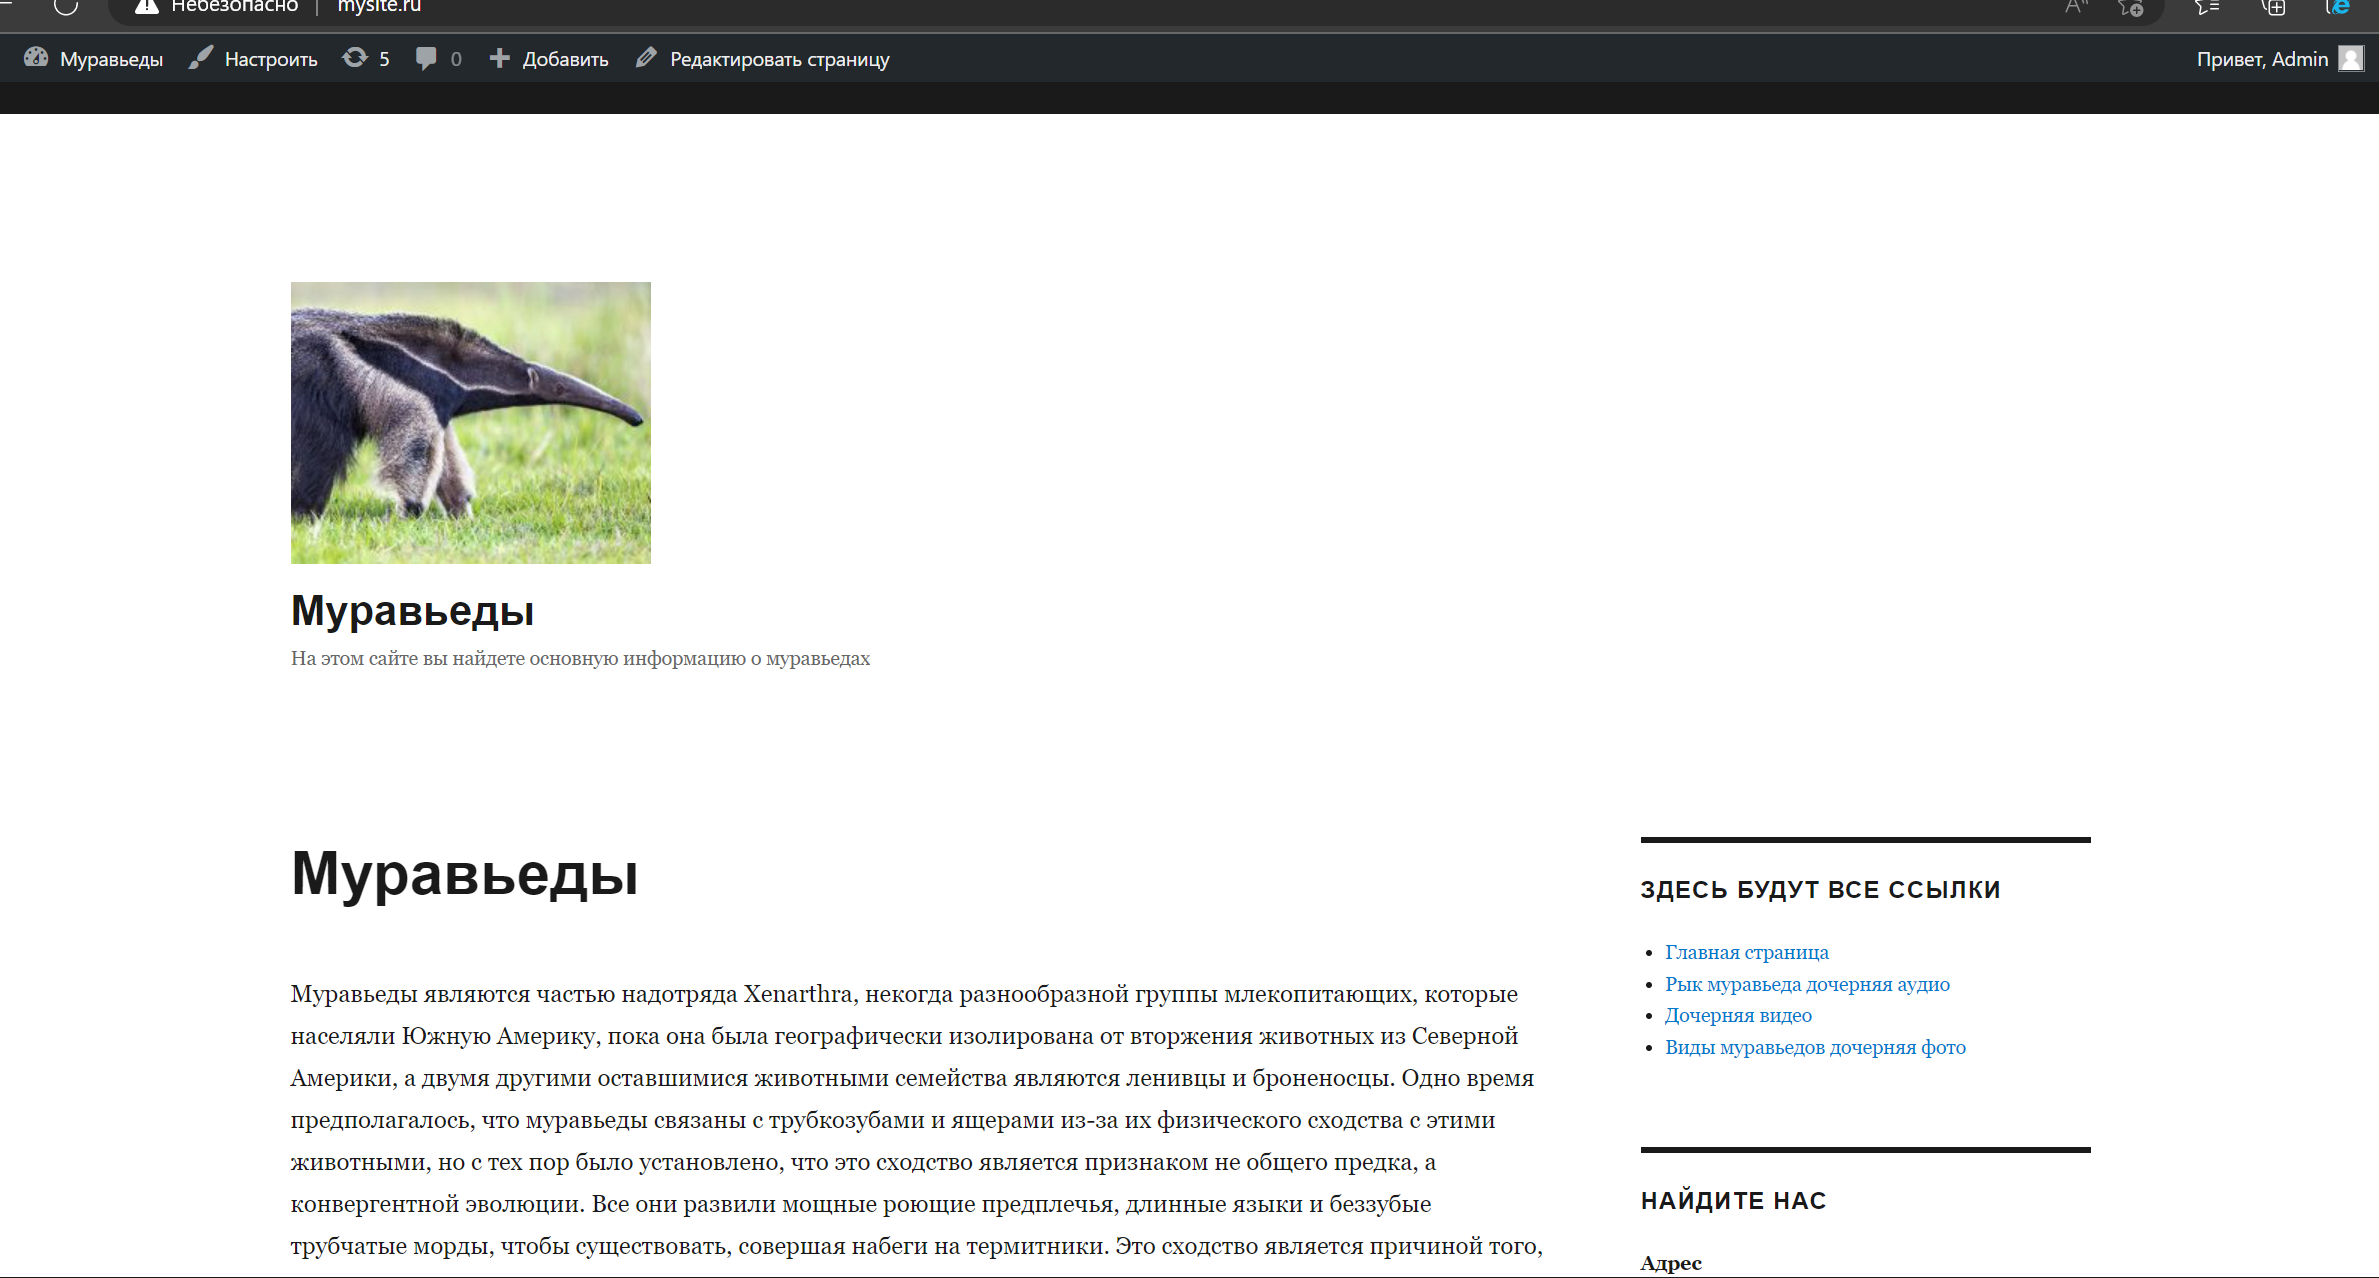 Небезопасно
mysite.ru
Муравьеды
Настроить
5
0
Добавить
Редактировать страницу
Привет, Admin
Муравьеды
На этом сайте вы найдете основную информацию о муравьедах
Муравьеды
Муравьеды являются частью надотряда Xenarthra, некогда разнообразной группы млекопитающих, которые
населяли Южную Америку, пока она была географически изолирована от вторжения животных из Северной
Америки, а двумя другими оставшимися животными семейства являются ленивцы и броненосцы. Одно время
предполагалось, что муравьеды связаны с трубкозубами и ящерами из-за их физического сходства с этими
животными, но с тех пор было установлено, что это сходство является признаком не общего предка, а
конвергентной эволюции. Все они развили мощные роющие предплечья, длинные языки и беззубые
трубчатые морды, чтобы существовать, совершая набеги на термитники. Это сходство является причиной того,
ЗДЕСЬ БУДУТ ВСЕ ССЫЛКИ
Главная страница
Рык муравьеда дочерняя аудио
Дочерняя видео
Виды муравьедов дочерняя фото
НАЙДИТЕ НАС
Адрес